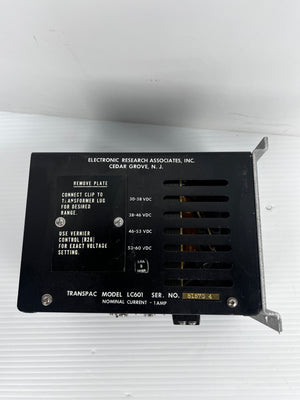 ELECTRONIC RESEARCH ASSOCIATES, INC.
CEDAR GROVE, N. J.
REMOVE PLATE
CONNECT CLIP TO
TRANSFORMER LUG
FOR DESIRED
RANGE.
USE VERNIER
CONTROL (R26)
FOR EXACT VOLTAGE
SETTING.
30-38 VDC
38-46 VDC
46-53 VDC
53-60 VDC
TRANSPAC MODEL LC601 SER. NO.
NOMINAL CURRENT - 1 AMP